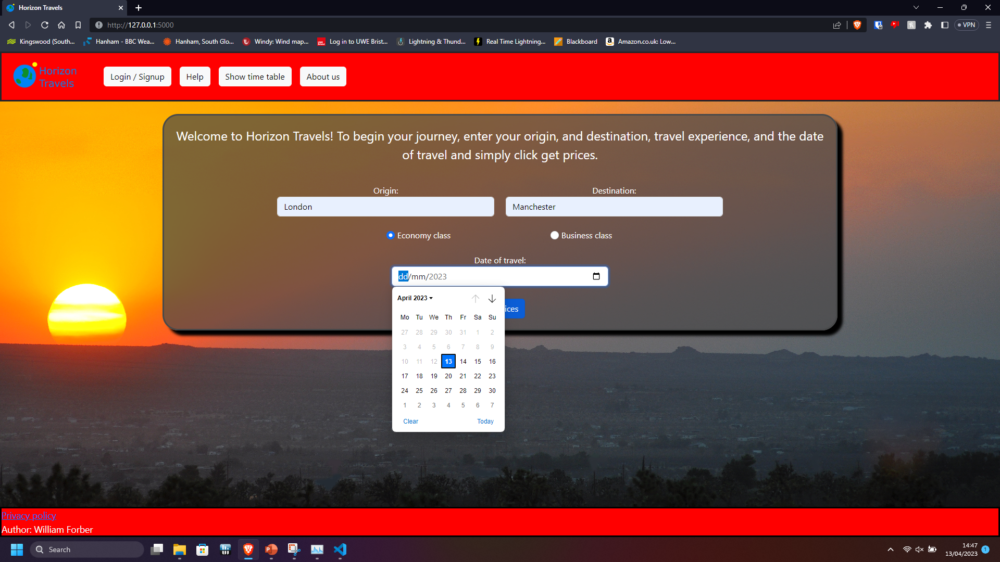 Horizon Travels
http://127.0.0.1:5000
VPN
Kingswood (South...
Hanham - BBC Wea...
Hanham, South Glo...
Windy: Wind map...
Log in to UWE Brist...
Lightning & Thund...
Real Time Lightning...
Blackboard
Amazon.co.uk: Low...
Horizon
Travels
Login / Signup
Help
Show time table
About us
Welcome to Horizon Travels! To begin your journey, enter your origin, and destination, travel experience, and the date
of travel and simply click get prices.
Origin:
Destination:
London
Manchester
Economy class
Business class
Date of travel:
dd/mm/2023
April 2023
ices
Mo Tu We Th Fr Sa Su
27 28 29 30 31 1 2
3 4 5 6 7 8 9
10 11 12 13 14 15 16
17 18 19 20 21 22 23
24 25 26 27 28 29 30
1 2 3 4 5 6 7
Clear
Today
Privacy policy
Author: William Forber
Search
14:47
13/04/2023
1